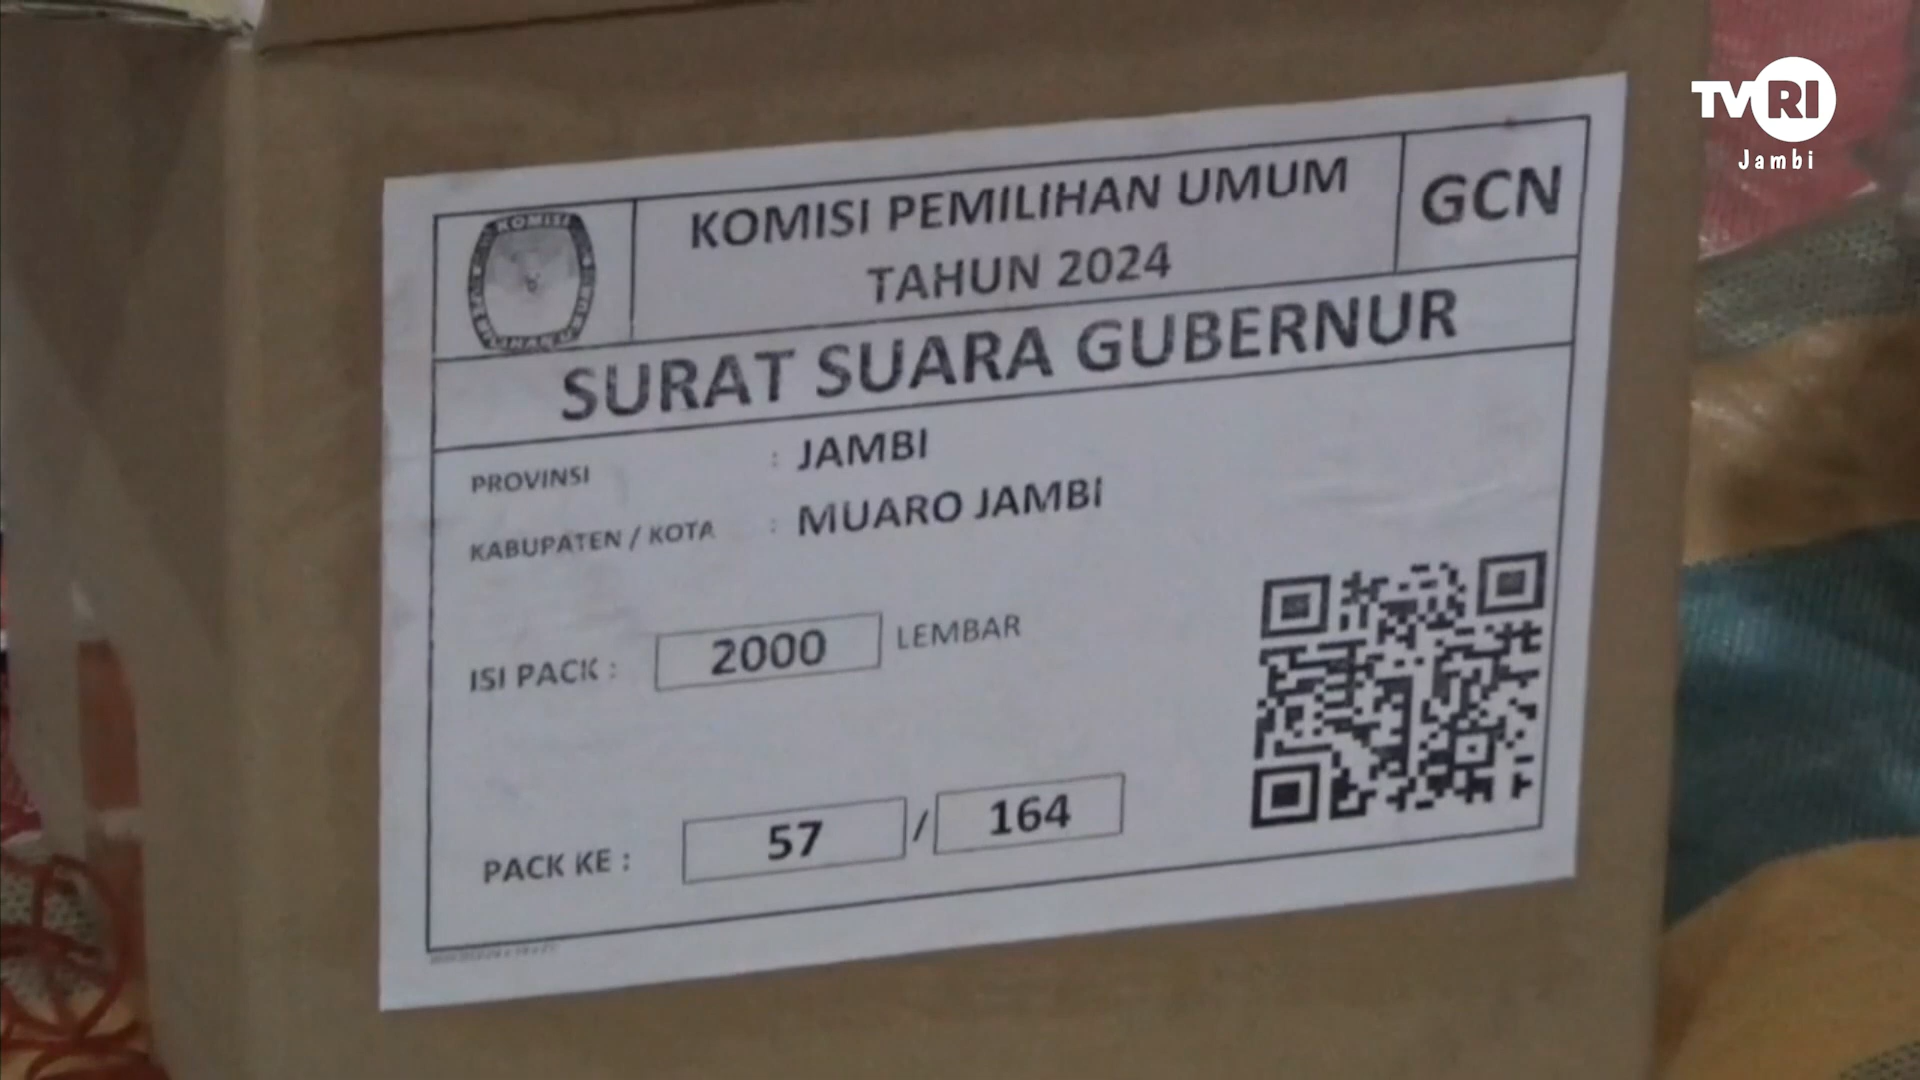 TVRI
Jambi
KOMISI PEMILIHAN UMUM
TAHUN 2024
GCN
KOMISI
SURAT SUARA GUBERNUR
PROVINSI : JAMBI
KABUPATEN / KOTA : MUARO JAMBI
ISI PACK : 2000 LEMBAR
PACK KE : 57 / 164